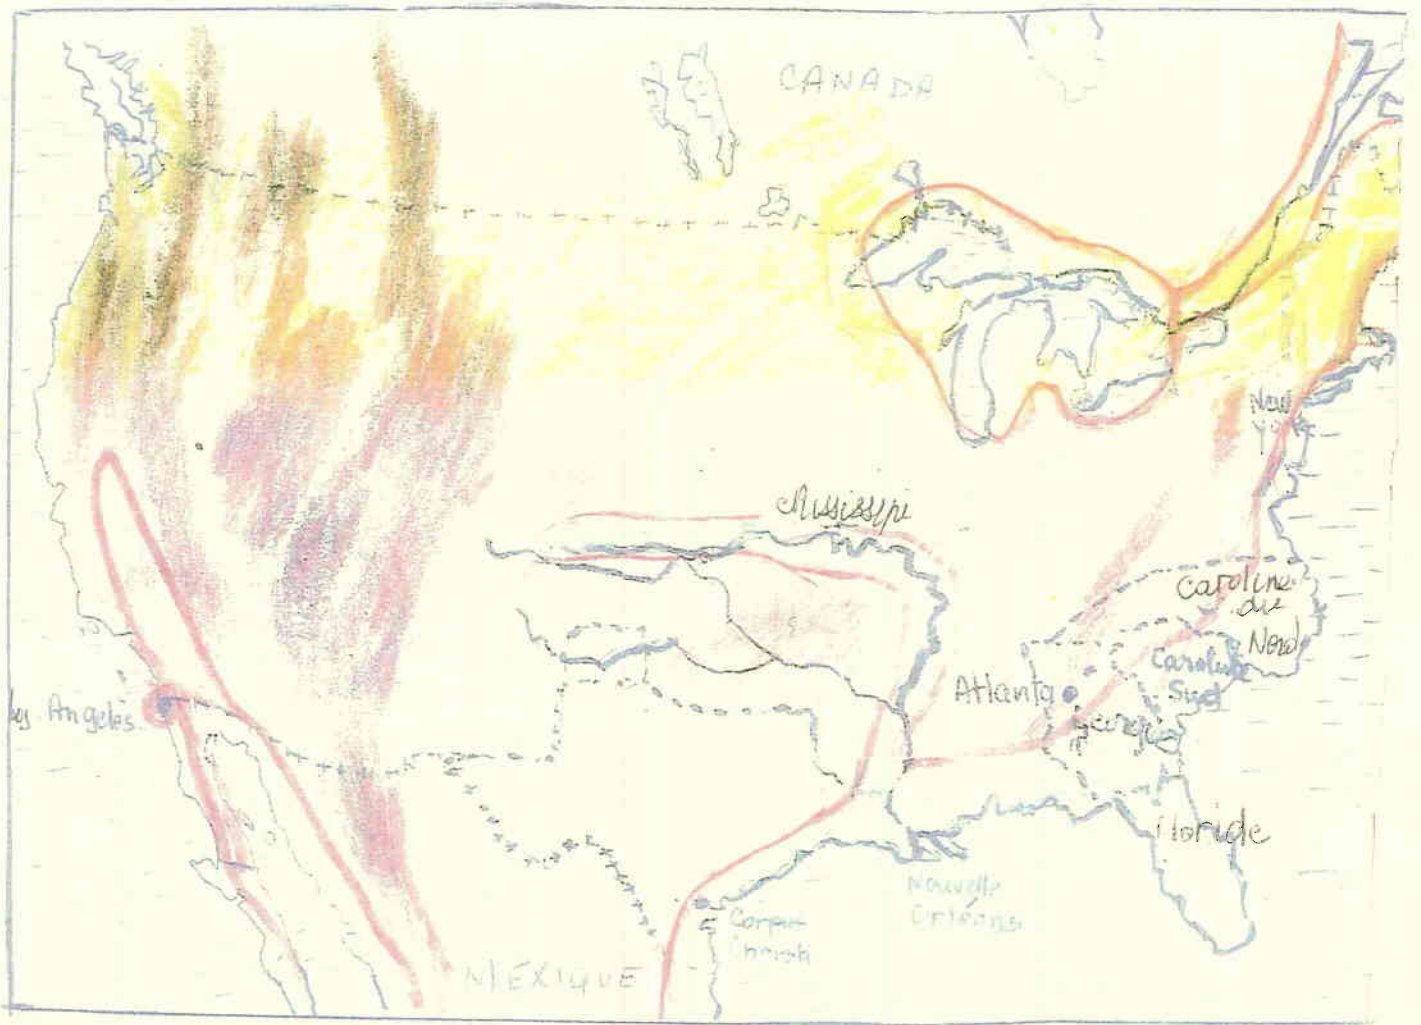 CANADA
New
York
Mississipi
Caroline
du
Nord
Caroline
Sud
Atlanta
Georgie
los Angeles
Floride
Nouvelle
Orléans
Corpus
Christi
MEXIQUE